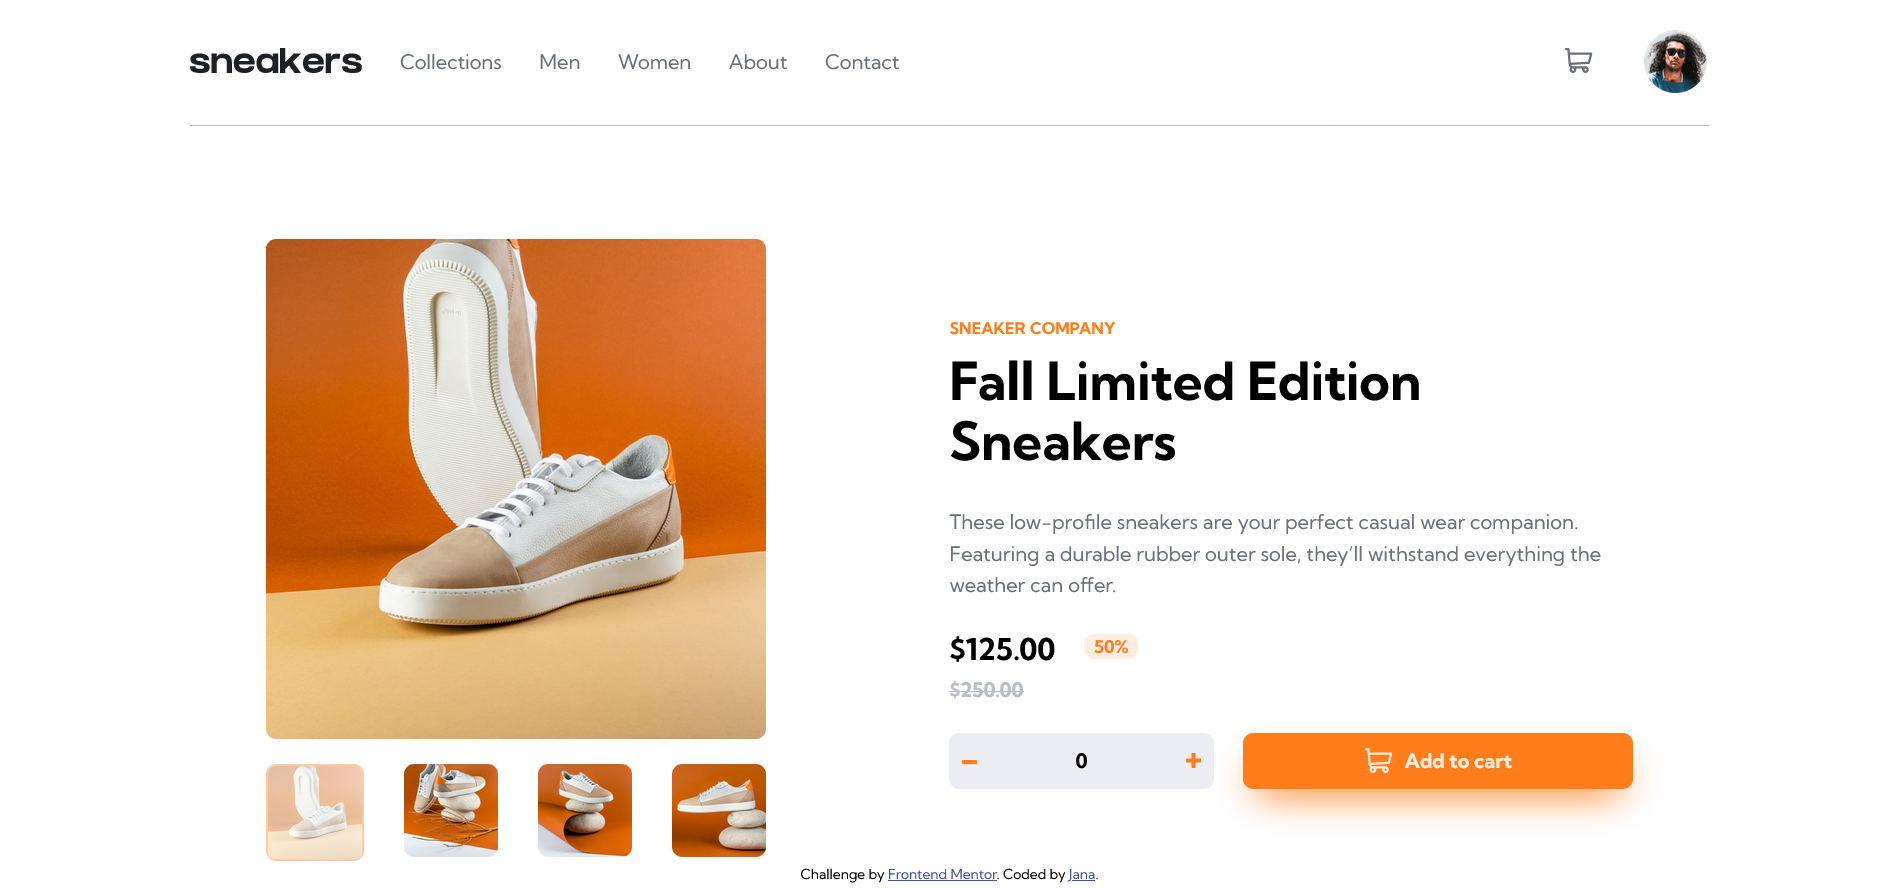 sneakers Collections Men Women About Contact
SNEAKER COMPANY
Fall Limited Edition
Sneakers
These low-profile sneakers are your perfect casual wear companion.
Featuring a durable rubber outer sole, they’ll withstand everything the
weather can offer.
$125.00 50%
$250.00
0 Add to cart
Challenge by Frontend Mentor. Coded by Jana.